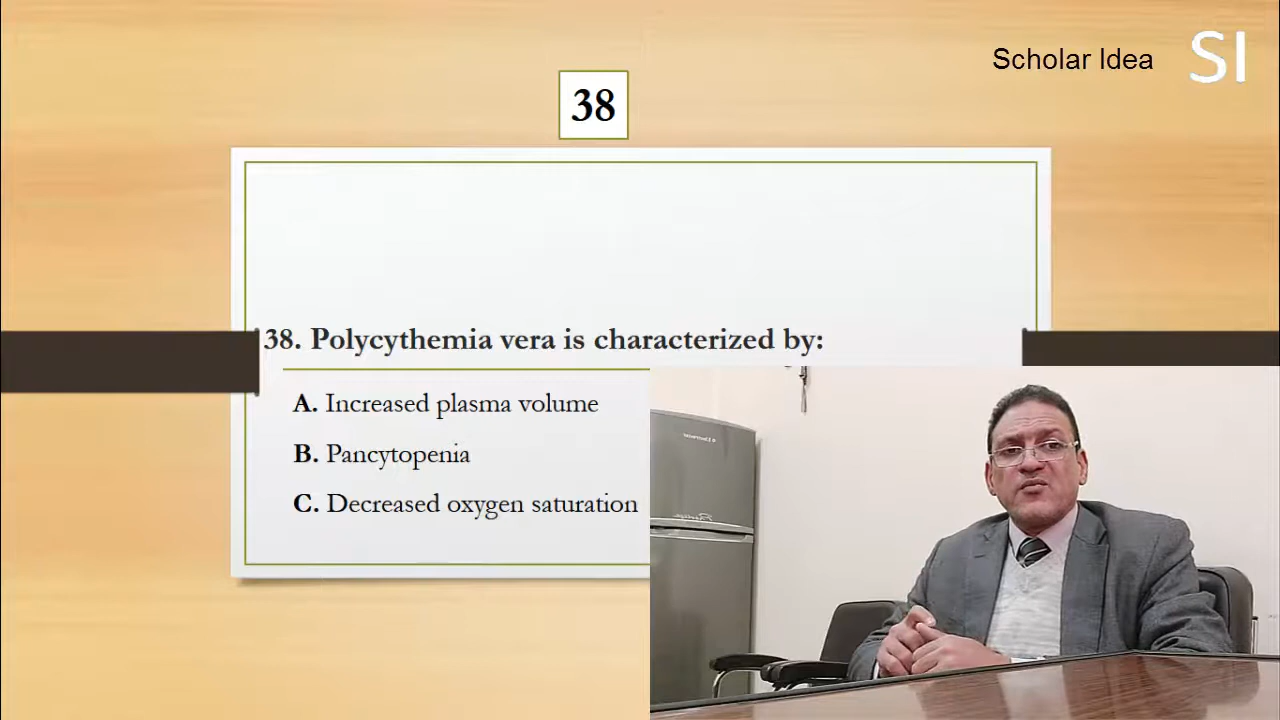 Scholar Idea SI
38
38. Polycythemia vera is characterized by:
A. Increased plasma volume
B. Pancytopenia
C. Decreased oxygen saturation